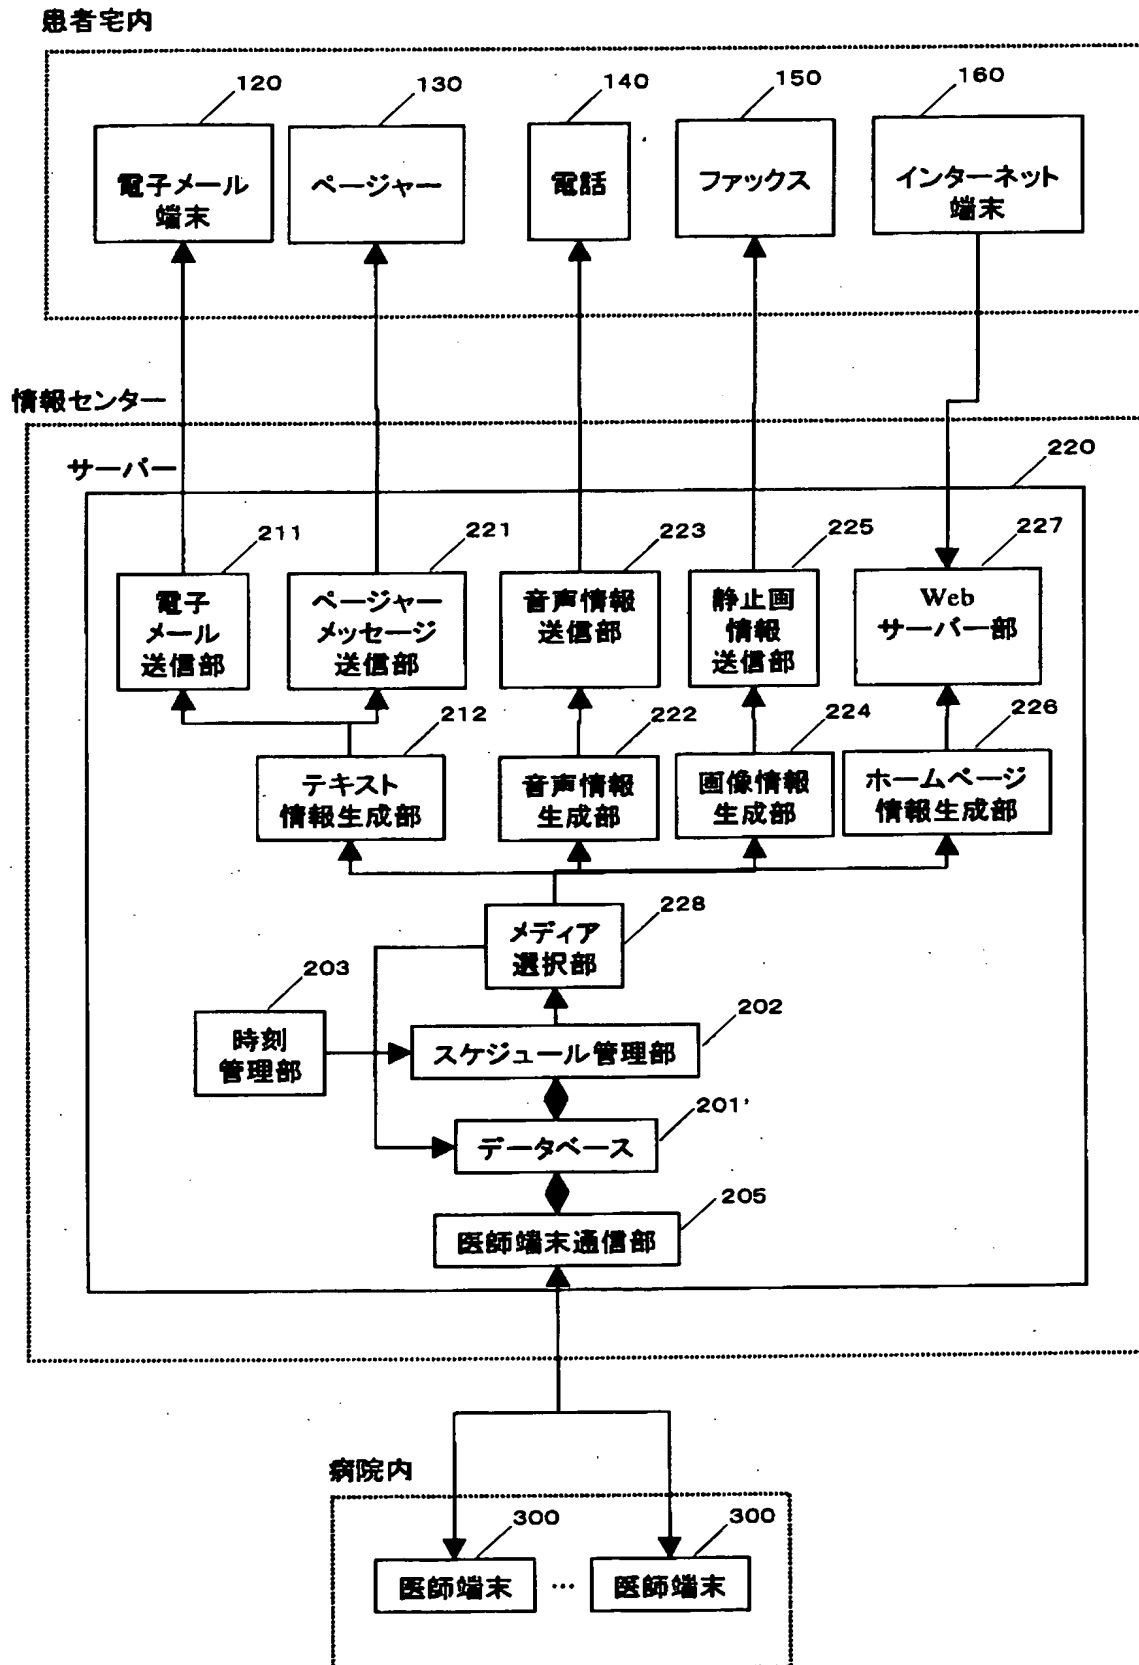 患者宅内
120
130
140
150
160
電子メール
端末
ページャー
電話
ファックス
インターネット
端末
情報センター
サーバー
220
211
221
223
225
227
電子
メール
送信部
ページャー
メッセージ
送信部
音声情報
送信部
静止画
情報
送信部
Web
サーバー部
212
222
224
226
テキスト
情報生成部
音声情報
生成部
画像情報
生成部
ホームページ
情報生成部
228
メディア
選択部
203
時刻
管理部
202
スケジュール管理部
201'
データベース
205
医師端末通信部
病院内
300
300
医師端末
…
医師端末